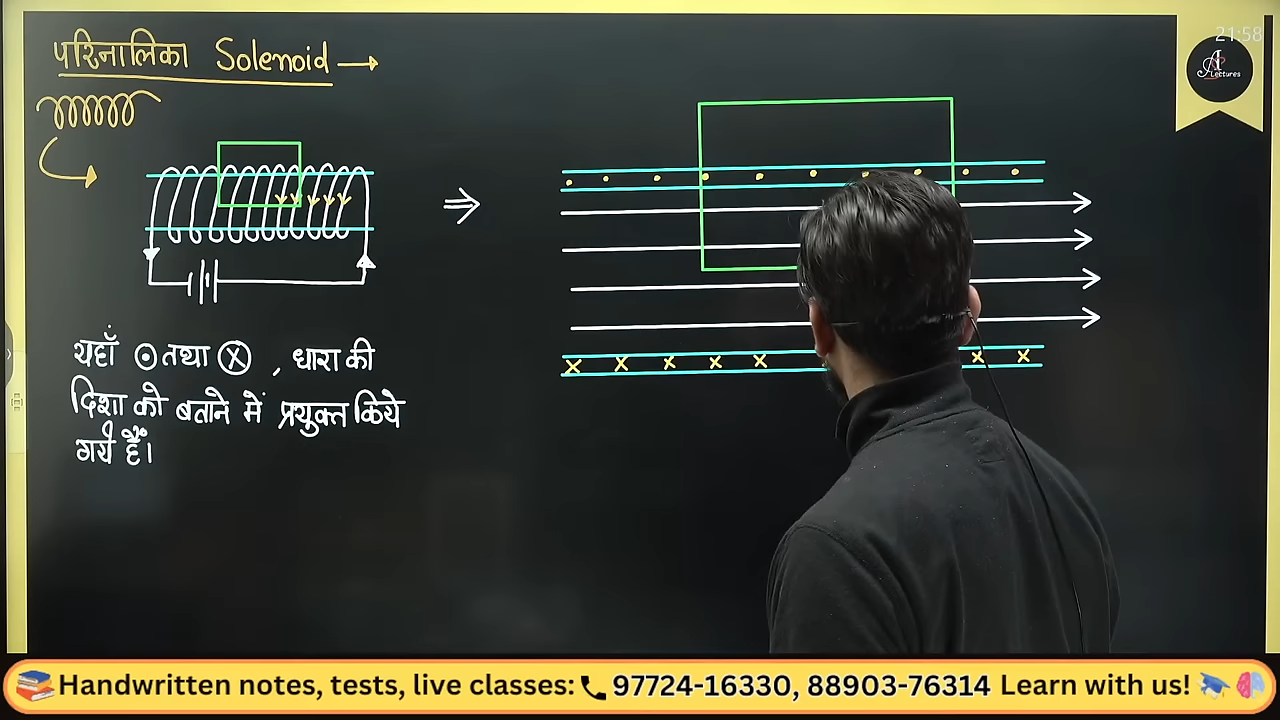 परिनालिका Solenoid →
21:58
A Lectures
यहाँ ⊙ तथा ⊗ , धारा की
दिशा को बताने में प्रयुक्त किये
गये हैं।
Handwritten notes, tests, live classes: 97724-16330, 88903-76314 Learn with us!